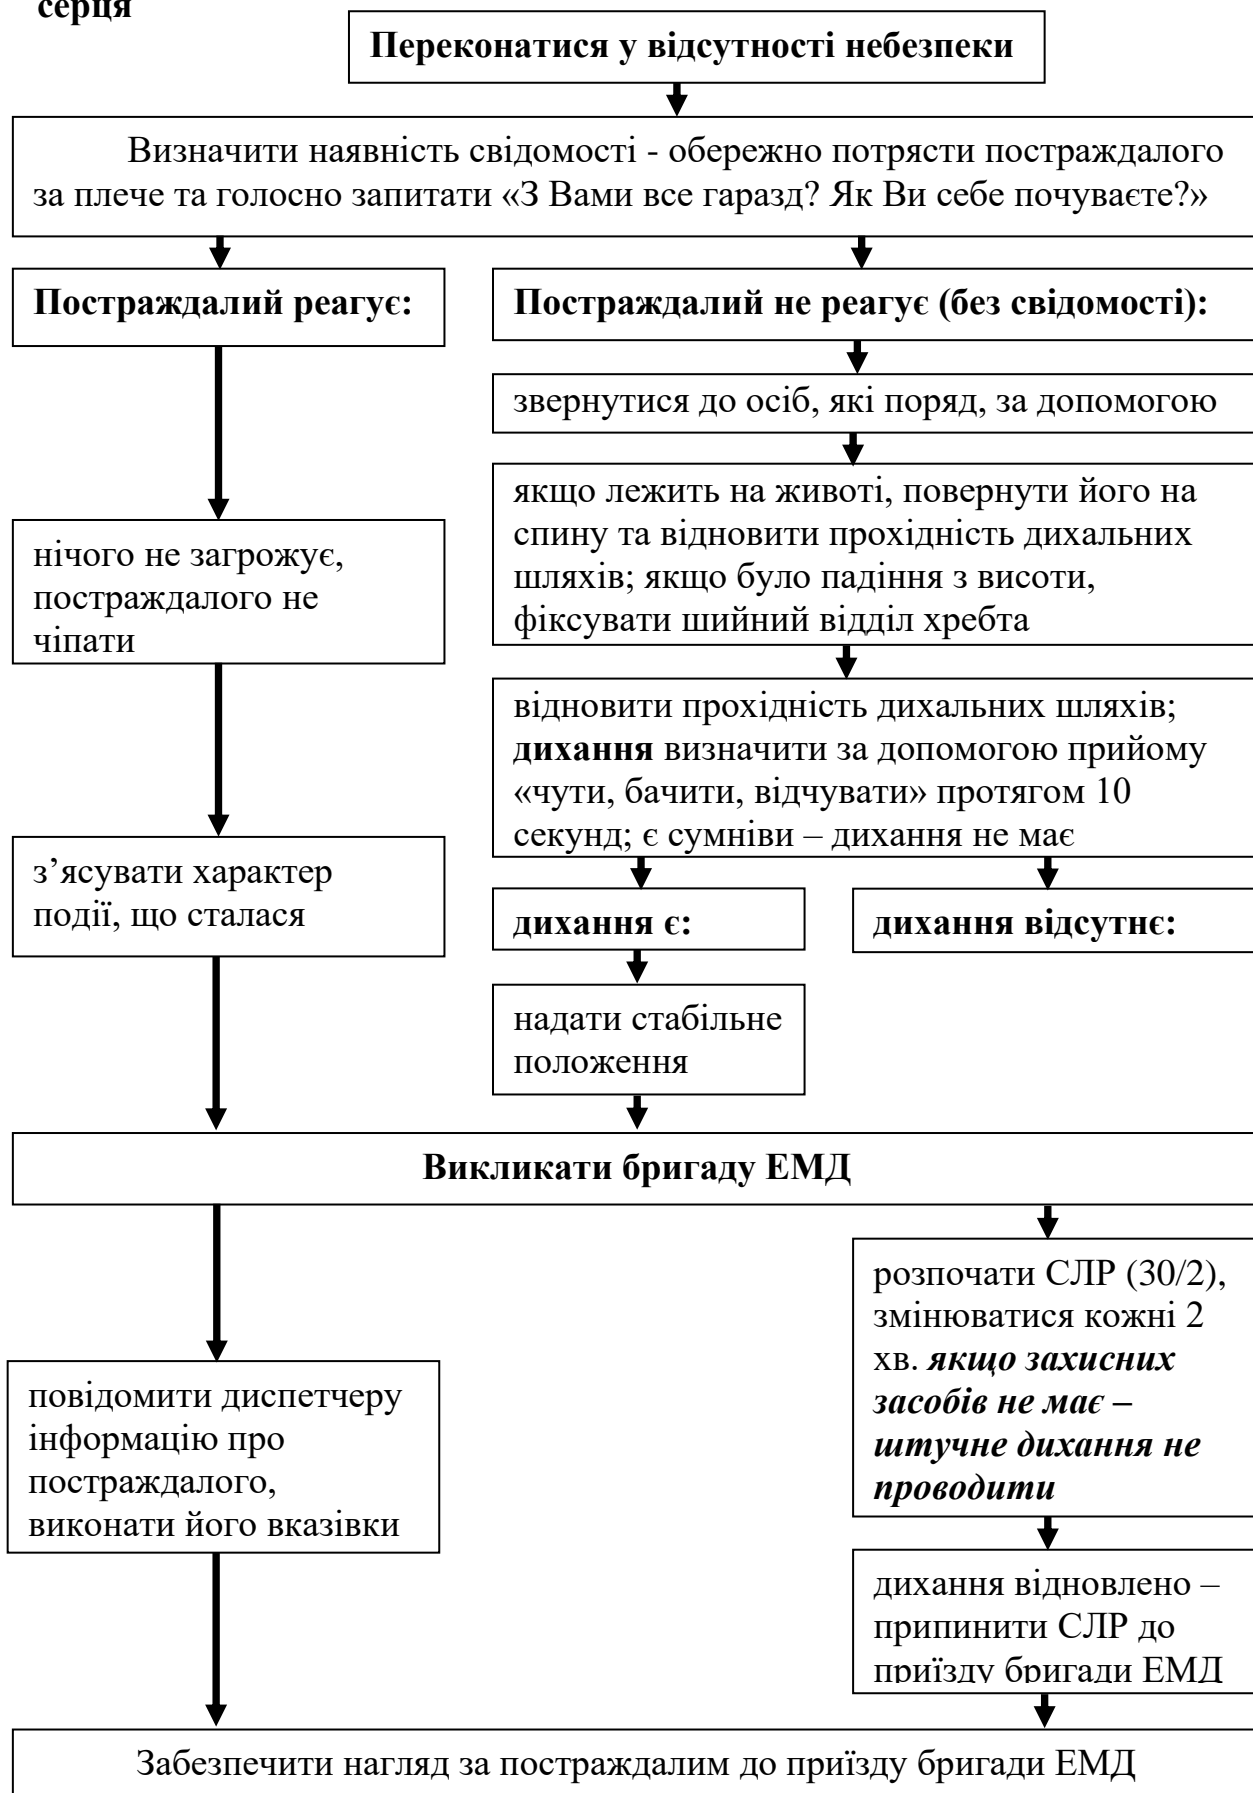 серця
Переконатися у відсутності небезпеки
Визначити наявність свідомості - обережно потрясти постраждалого
за плече та голосно запитати «З Вами все гаразд? Як Ви себе почуваєте?»
Постраждалий реагує:
Постраждалий не реагує (без свідомості):
звернутися до осіб, які поряд, за допомогою
якщо лежить на животі, повернути його на
спину та відновити прохідність дихальних
шляхів; якщо було падіння з висоти,
фіксувати шийний відділ хребта
нічого не загрожує,
постраждалого не
чіпати
відновити прохідність дихальних шляхів;
дихання визначити за допомогою прийому
«чути, бачити, відчувати» протягом 10
секунд; є сумніви – дихання не має
з’ясувати характер
події, що сталася
дихання є:
дихання відсутнє:
надати стабільне
положення
Викликати бригаду ЕМД
розпочати СЛР (30/2),
змінюватися кожні 2
хв. якщо захисних
засобів не має –
штучне дихання не
проводити
повідомити диспетчеру
інформацію про
постраждалого,
виконати його вказівки
дихання відновлено –
припинити СЛР до
приїзду бригади ЕМД
Забезпечити нагляд за постраждалим до приїзду бригади ЕМД